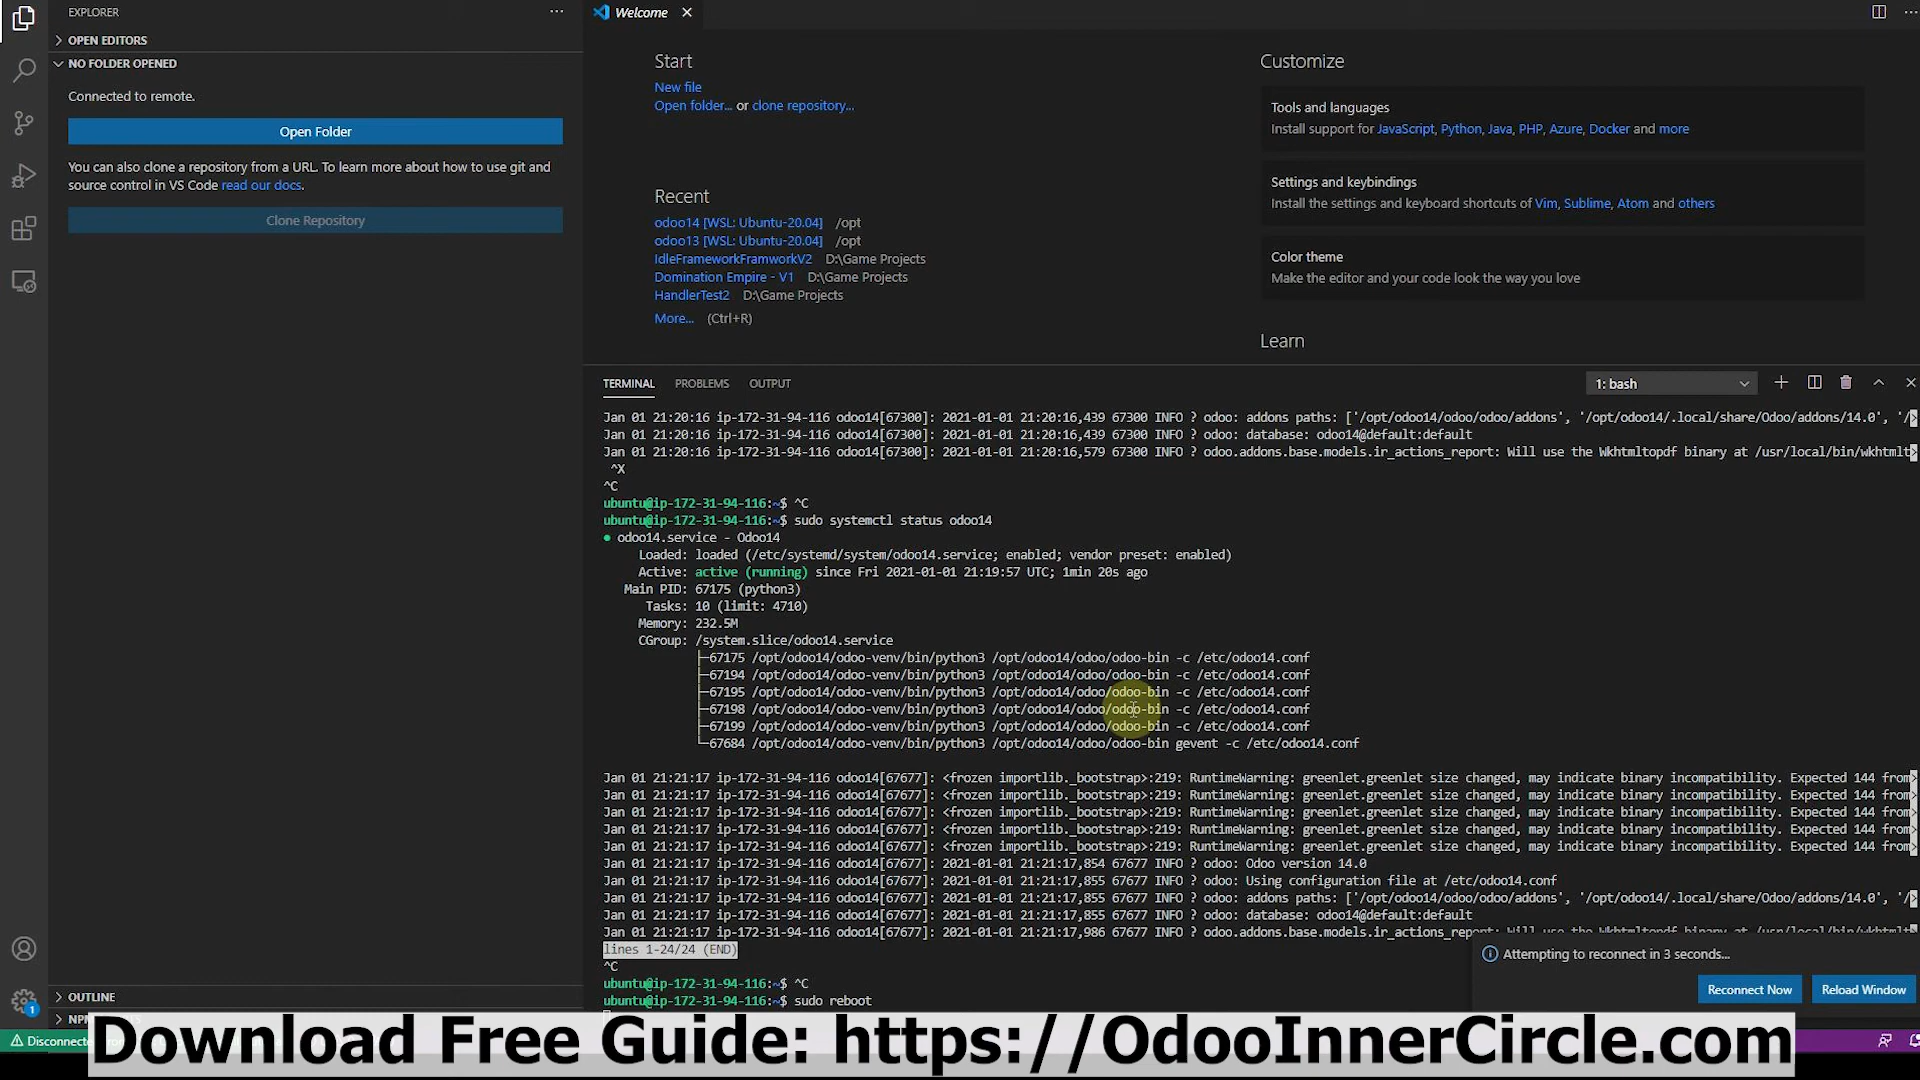 EXPLORER
OPEN EDITORS
NO FOLDER OPENED
Connected to remote.
Open Folder
You can also clone a repository from a URL. To learn more about how to use git and
source control in VS Code read our docs.
Clone Repository
OUTLINE
Welcome
Start
New file
Open folder... or clone repository...
Recent
odoo14 [WSL: Ubuntu-20.04] /opt
odoo13 [WSL: Ubuntu-20.04] /opt
IdleFrameworkFramworkV2 D:\Game Projects
Domination Empire - V1 D:\Game Projects
HandlerTest2 D:\Game Projects
More... (Ctrl+R)
Customize
Tools and languages
Install support for JavaScript, Python, Java, PHP, Azure, Docker and more
Settings and keybindings
Install the settings and keyboard shortcuts of Vim, Sublime, Atom and others
Color theme
Make the editor and your code look the way you love
Learn
TERMINAL PROBLEMS OUTPUT
1: bash
Jan 01 21:20:16 ip-172-31-94-116 odoo14[67300]: 2021-01-01 21:20:16,439 67300 INFO ? odoo: addons paths: ['/opt/odoo14/odoo/odoo/addons', '/opt/odoo14/.local/share/Odoo/addons/14.0', '/>
Jan 01 21:20:16 ip-172-31-94-116 odoo14[67300]: 2021-01-01 21:20:16,439 67300 INFO ? odoo: database: odoo14@default:default
Jan 01 21:20:16 ip-172-31-94-116 odoo14[67300]: 2021-01-01 21:20:16,579 67300 INFO ? odoo.addons.base.models.ir_actions_report: Will use the Wkhtmltopdf binary at /usr/local/bin/wkhtmlt>
^X
^C
ubuntu@ip-172-31-94-116:~$ ^C
ubuntu@ip-172-31-94-116:~$ sudo systemctl status odoo14
● odoo14.service - Odoo14
Loaded: loaded (/etc/systemd/system/odoo14.service; enabled; vendor preset: enabled)
Active: active (running) since Fri 2021-01-01 21:19:57 UTC; 1min 20s ago
Main PID: 67175 (python3)
Tasks: 10 (limit: 4710)
Memory: 232.5M
CGroup: /system.slice/odoo14.service
├─67175 /opt/odoo14/odoo-venv/bin/python3 /opt/odoo14/odoo/odoo-bin -c /etc/odoo14.conf
├─67194 /opt/odoo14/odoo-venv/bin/python3 /opt/odoo14/odoo/odoo-bin -c /etc/odoo14.conf
├─67195 /opt/odoo14/odoo-venv/bin/python3 /opt/odoo14/odoo/odoo-bin -c /etc/odoo14.conf
├─67198 /opt/odoo14/odoo-venv/bin/python3 /opt/odoo14/odoo/odoo-bin -c /etc/odoo14.conf
├─67199 /opt/odoo14/odoo-venv/bin/python3 /opt/odoo14/odoo/odoo-bin -c /etc/odoo14.conf
└─67684 /opt/odoo14/odoo-venv/bin/python3 /opt/odoo14/odoo/odoo-bin gevent -c /etc/odoo14.conf
Jan 01 21:21:17 ip-172-31-94-116 odoo14[67677]: <frozen importlib._bootstrap>:219: RuntimeWarning: greenlet.greenlet size changed, may indicate binary incompatibility. Expected 144 from>
Jan 01 21:21:17 ip-172-31-94-116 odoo14[67677]: <frozen importlib._bootstrap>:219: RuntimeWarning: greenlet.greenlet size changed, may indicate binary incompatibility. Expected 144 from>
Jan 01 21:21:17 ip-172-31-94-116 odoo14[67677]: <frozen importlib._bootstrap>:219: RuntimeWarning: greenlet.greenlet size changed, may indicate binary incompatibility. Expected 144 from>
Jan 01 21:21:17 ip-172-31-94-116 odoo14[67677]: <frozen importlib._bootstrap>:219: RuntimeWarning: greenlet.greenlet size changed, may indicate binary incompatibility. Expected 144 from>
Jan 01 21:21:17 ip-172-31-94-116 odoo14[67677]: <frozen importlib._bootstrap>:219: RuntimeWarning: greenlet.greenlet size changed, may indicate binary incompatibility. Expected 144 from>
Jan 01 21:21:17 ip-172-31-94-116 odoo14[67677]: 2021-01-01 21:21:17,854 67677 INFO ? odoo: Odoo version 14.0
Jan 01 21:21:17 ip-172-31-94-116 odoo14[67677]: 2021-01-01 21:21:17,855 67677 INFO ? odoo: Using configuration file at /etc/odoo14.conf
Jan 01 21:21:17 ip-172-31-94-116 odoo14[67677]: 2021-01-01 21:21:17,855 67677 INFO ? odoo: addons paths: ['/opt/odoo14/odoo/odoo/addons', '/opt/odoo14/.local/share/Odoo/addons/14.0', '/>
Jan 01 21:21:17 ip-172-31-94-116 odoo14[67677]: 2021-01-01 21:21:17,855 67677 INFO ? odoo: database: odoo14@default:default
Jan 01 21:21:17 ip-172-31-94-116 odoo14[67677]: 2021-01-01 21:21:17,986 67677 INFO ? odoo.addons.base.models.ir_actions_report: Will use the Wkhtmltopdf binary at /usr/local/bin/wkhtmlt>
lines 1-24/24 (END)
^C
ubuntu@ip-172-31-94-116:~$ ^C
ubuntu@ip-172-31-94-116:~$ sudo reboot
Attempting to reconnect in 3 seconds...
Reconnect Now
Reload Window
1
Download Free Guide: https://OdooInnerCircle.com